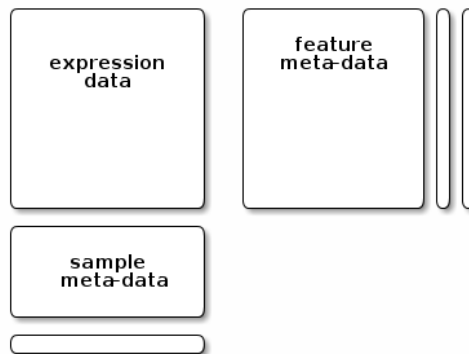 expression
data
feature
meta-data
sample
meta-data